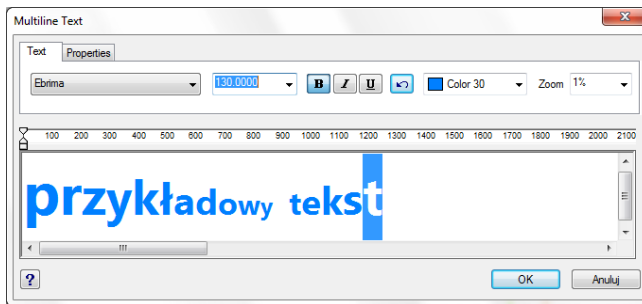 Multiline Text
Text Properties
Ebrima 130.0000 B I U Color 30 Zoom 1%
100 200 300 400 500 600 700 800 900 1000 1100 1200 1300 1400 1500 1600 1700 1800 1900 2000 2100
przykładowy tekst
? OK Anuluj